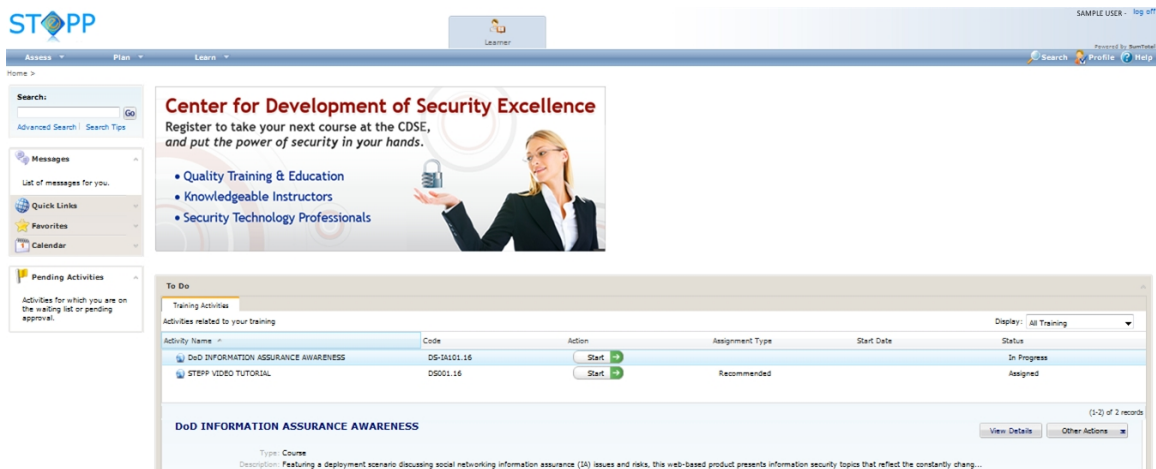 STEPP
SAMPLE USER - log off
Learner
Powered By SumTotal
Assess Plan Learn
Search Profile Help
Home >
Search:
Go
Advanced Search | Search Tips
Messages
List of messages for you.
Quick Links
Favorites
Calendar
Pending Activities
Activities for which you are on
the waiting list or pending
approval.
Center for Development of Security Excellence
Register to take your next course at the CDSE,
and put the power of security in your hands.
• Quality Training & Education
• Knowledgeable Instructors
• Security Technology Professionals
To Do
Training Activities
Activities related to your training
Display: All Training
Activity Name Code Action Assignment Type Start Date Status
DoD INFORMATION ASSURANCE AWARENESS DS-IA101.16 Start In Progress
STEPP VIDEO TUTORIAL DS001.16 Start Recommended Assigned
(1-2) of 2 records
DoD INFORMATION ASSURANCE AWARENESS
View Details Other Actions
Type: Course
Description: Featuring a deployment scenario discussing social networking information assurance (IA) issues and risks, this web-based product presents information security topics that reflect the constantly chang...